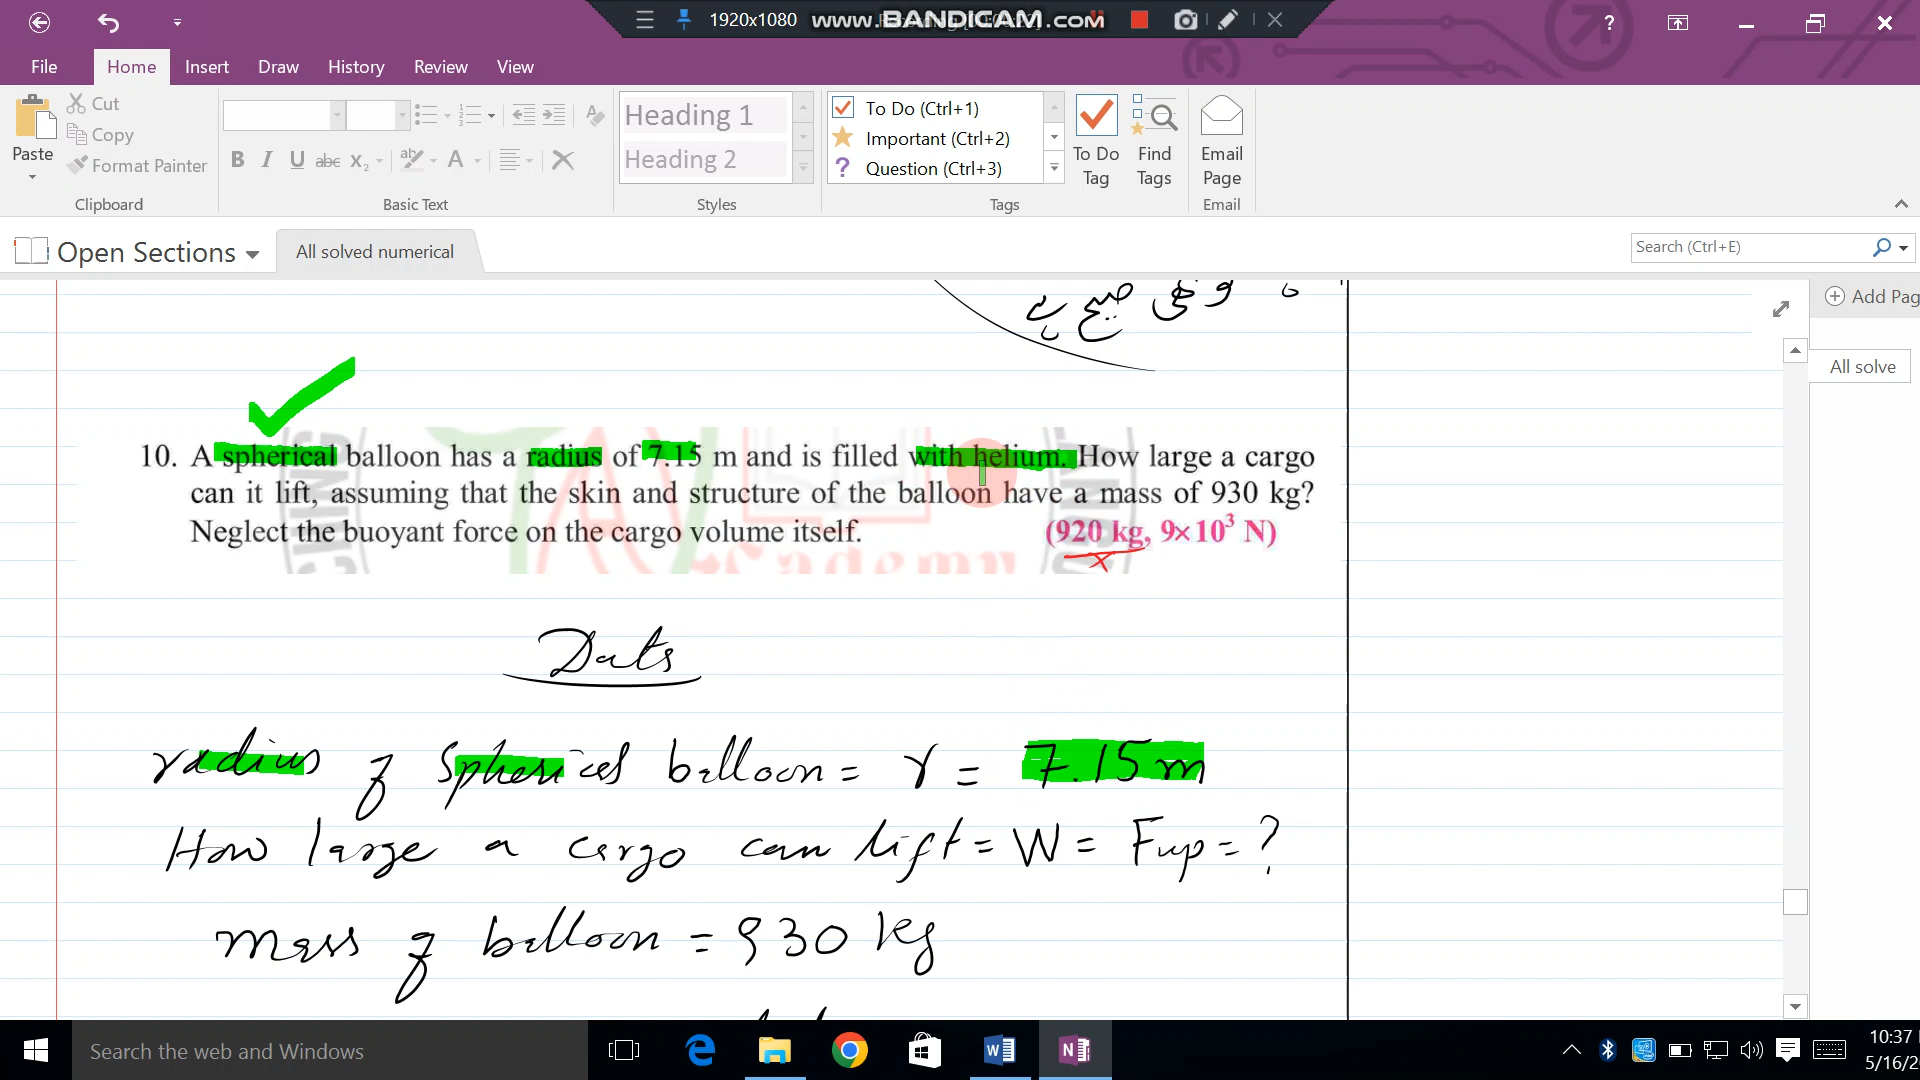 1920x1080 www.BANDICAM.com
File Home Insert Draw History Review View
Paste
Cut
Copy
Format Painter
Clipboard
B I U abc X₂ A
Basic Text
Heading 1
Heading 2
Styles
To Do (Ctrl+1)
Important (Ctrl+2)
Question (Ctrl+3)
To Do Tag
Find Tags
Tags
Email Page
Email
Open Sections All solved numerical
Search (Ctrl+E)
Add Pag
All solve
صحیح ہے
10. A spherical balloon has a radius of 7.15 m and is filled with helium. How large a cargo
can it lift, assuming that the skin and structure of the balloon have a mass of 930 kg?
Neglect the buoyant force on the cargo volume itself. (920 kg, 9×10³ N)
Data
radius of Spherical balloon = r = 7.15m
How large a cargo can lift = W = Fup = ?
mass of balloon = 930 kg
Search the web and Windows
10:37
5/16/2